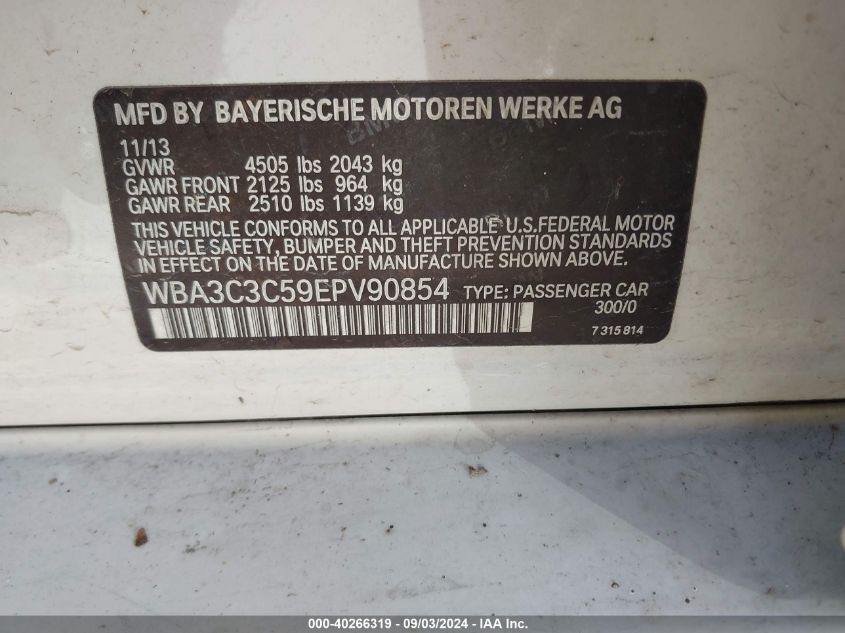 MFD BY BAYERISCHE MOTOREN WERKE AG
11/13
GVWR 4505 lbs 2043 kg
GAWR FRONT 2125 lbs 964 kg
GAWR REAR 2510 lbs 1139 kg
THIS VEHICLE CONFORMS TO ALL APPLICABLE U.S.FEDERAL MOTOR
VEHICLE SAFETY, BUMPER AND THEFT PREVENTION STANDARDS
IN EFFECT ON THE DATE OF MANUFACTURE SHOWN ABOVE.
WBA3C3C59EPV90854 TYPE: PASSENGER CAR
300/0
7 315 814
000-40266319 - 09/03/2024 - © IAA Inc.